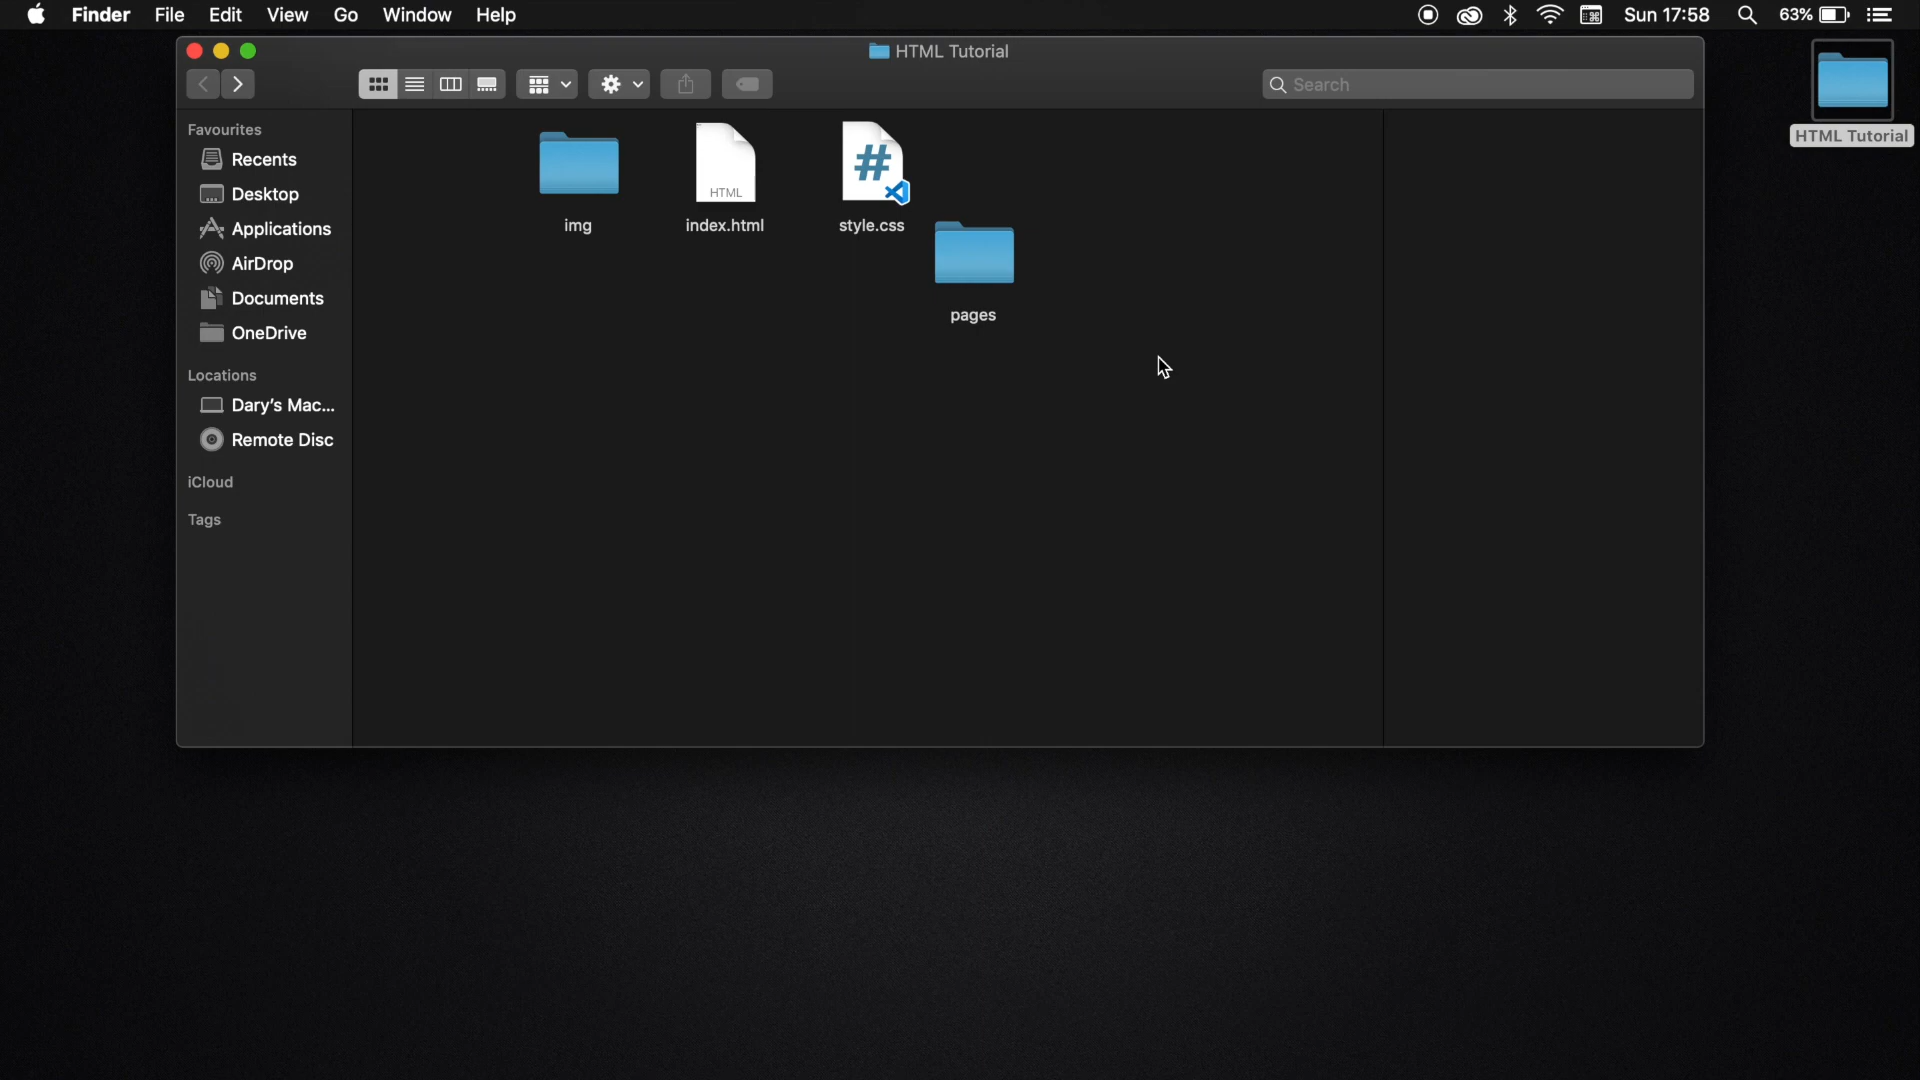 Finder File Edit View Go Window Help Sun 17:58 63%
HTML Tutorial
Search
HTML Tutorial
Favourites
Recents
Desktop
Applications
AirDrop
Documents
OneDrive
Locations
Dary's Mac...
Remote Disc
iCloud
Tags
img
HTML
index.html
#
style.css
pages